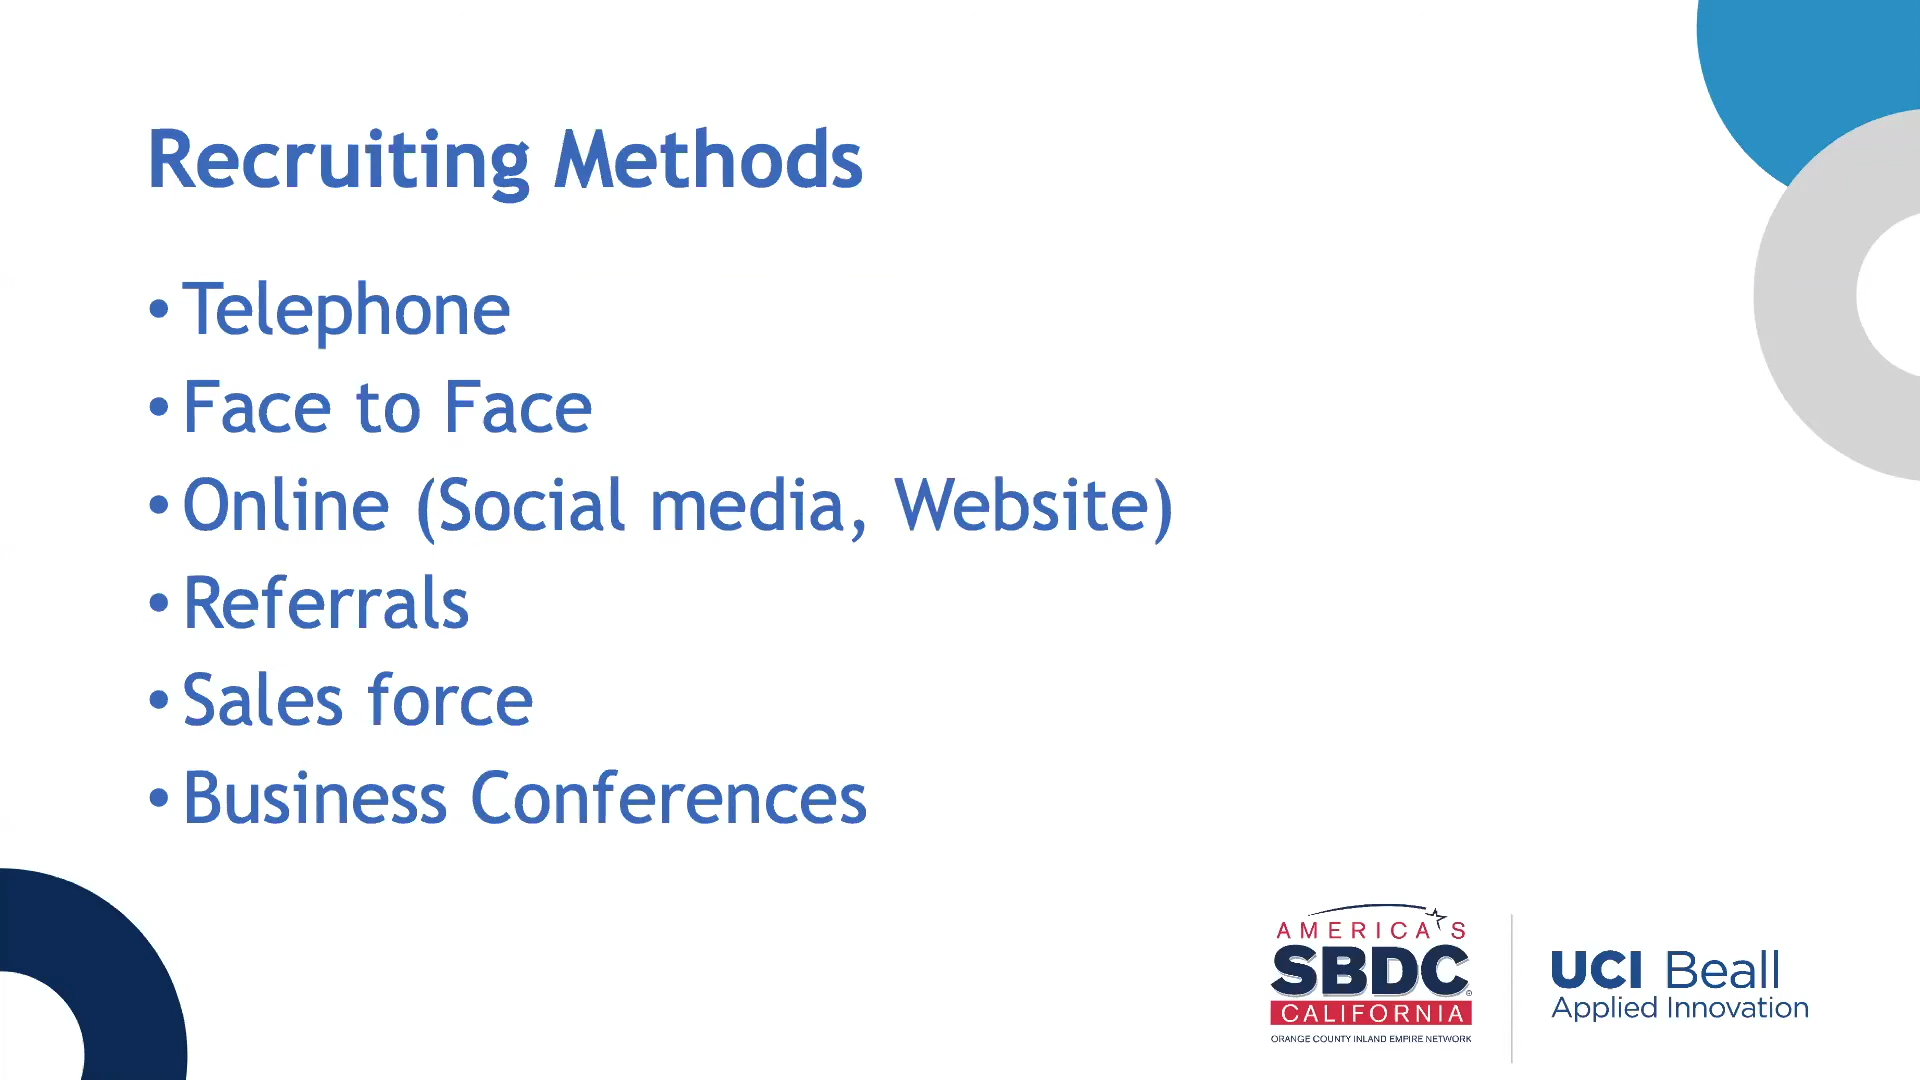 Recruiting Methods
• Telephone
• Face to Face
• Online (Social media, Website)
• Referrals
• Sales force
• Business Conferences
AMERICA'S
SBDC®
CALIFORNIA
ORANGE COUNTY INLAND EMPIRE NETWORK
UCI Beall
Applied Innovation